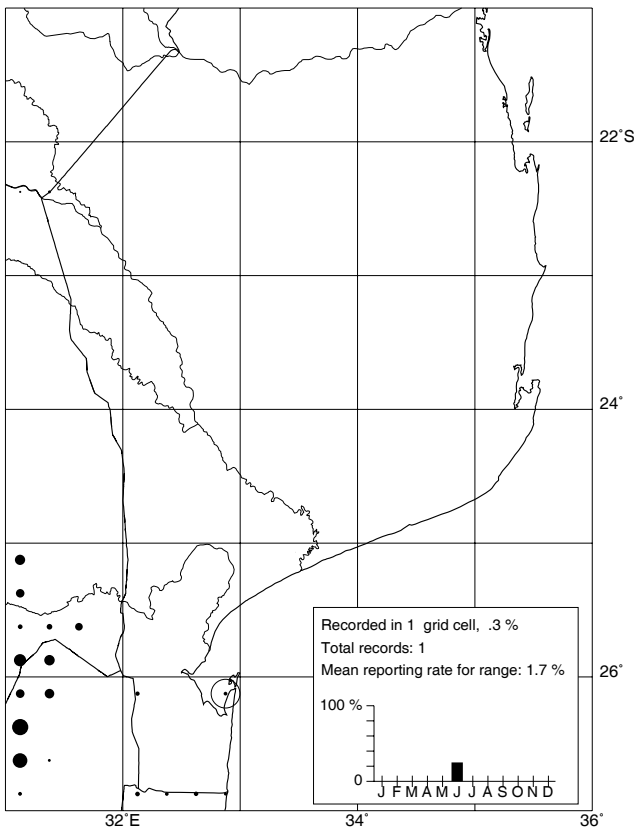 22˚S
24˚
Recorded in 1 grid cell, .3 %
Total records: 1
Mean reporting rate for range: 1.7 %
26˚
100 %
0
J F M A M J J A S O N D
32˚E
34˚
36˚